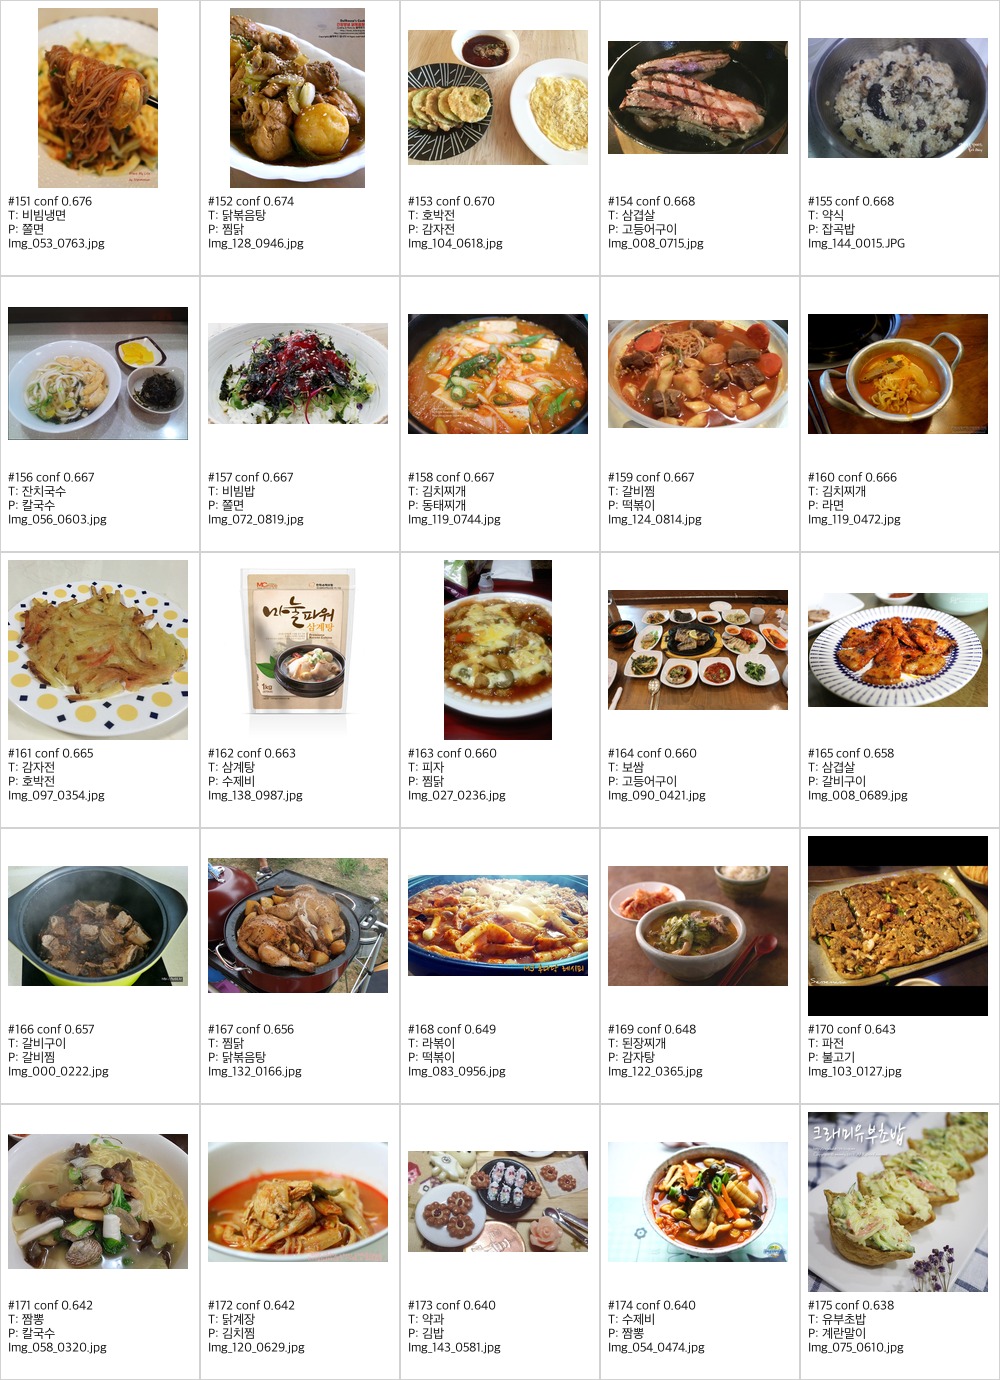 #151 conf 0.676
T: 비빔냉면
P: 쫄면
Img_053_0763.jpg
#152 conf 0.674
T: 닭볶음탕
P: 찜닭
Img_128_0946.jpg
#153 conf 0.670
T: 호박전
P: 감자전
Img_104_0618.jpg
#154 conf 0.668
T: 삼겹살
P: 고등어구이
Img_008_0715.jpg
#155 conf 0.668
T: 약식
P: 잡곡밥
Img_144_0015.JPG
#156 conf 0.667
T: 잔치국수
P: 칼국수
Img_056_0603.jpg
#157 conf 0.667
T: 비빔밥
P: 쫄면
Img_072_0819.jpg
#158 conf 0.667
T: 김치찌개
P: 동태찌개
Img_119_0744.jpg
#159 conf 0.667
T: 갈비찜
P: 떡볶이
Img_124_0814.jpg
#160 conf 0.666
T: 김치찌개
P: 라면
Img_119_0472.jpg
마늘파워
삼계탕
1kg
#161 conf 0.665
T: 감자전
P: 호박전
Img_097_0354.jpg
#162 conf 0.663
T: 삼계탕
P: 수제비
Img_138_0987.jpg
#163 conf 0.660
T: 피자
P: 찜닭
Img_027_0236.jpg
#164 conf 0.660
T: 보쌈
P: 고등어구이
Img_090_0421.jpg
#165 conf 0.658
T: 삼겹살
P: 갈비구이
Img_008_0689.jpg
#166 conf 0.657
T: 갈비구이
P: 갈비찜
Img_000_0222.jpg
#167 conf 0.656
T: 찜닭
P: 닭볶음탕
Img_132_0166.jpg
#168 conf 0.649
T: 라볶이
P: 떡볶이
Img_083_0956.jpg
#169 conf 0.648
T: 된장찌개
P: 감자탕
Img_122_0365.jpg
#170 conf 0.643
T: 파전
P: 불고기
Img_103_0127.jpg
크래미유부초밥
#171 conf 0.642
T: 짬뽕
P: 칼국수
Img_058_0320.jpg
#172 conf 0.642
T: 닭개장
P: 김치찜
Img_120_0629.jpg
#173 conf 0.640
T: 약과
P: 김밥
Img_143_0581.jpg
#174 conf 0.640
T: 수제비
P: 짬뽕
Img_054_0474.jpg
#175 conf 0.638
T: 유부초밥
P: 계란말이
Img_075_0610.jpg